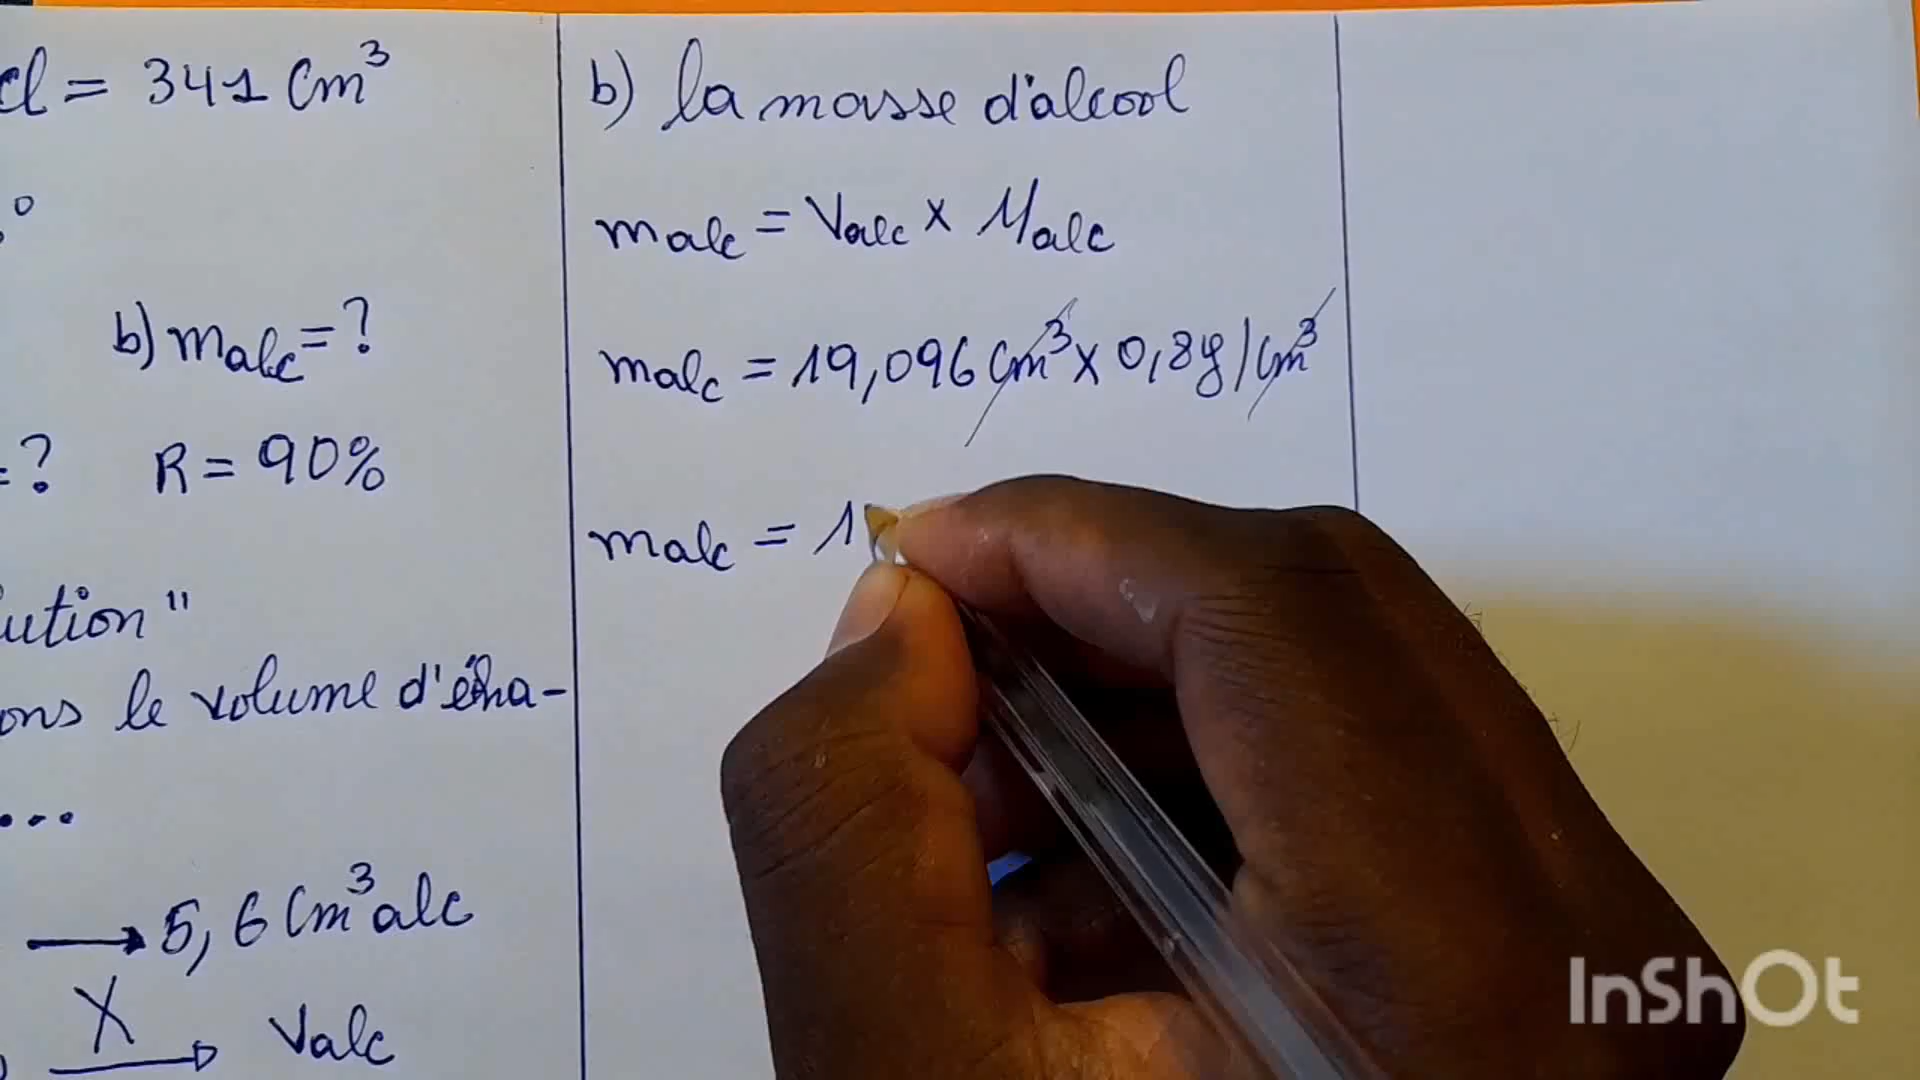 cl = 341 Cm³
°
b) malc = ?
= ? R = 90%
ution"
ons le volume d'étha-
...
→ 5,6 Cm³ alc
X
→ Valc
b) la masse d'alcool
malc = Valc x Malc
malc = 19,096 Cm³ x 0,8g/Cm³
malc = 1
InShOt